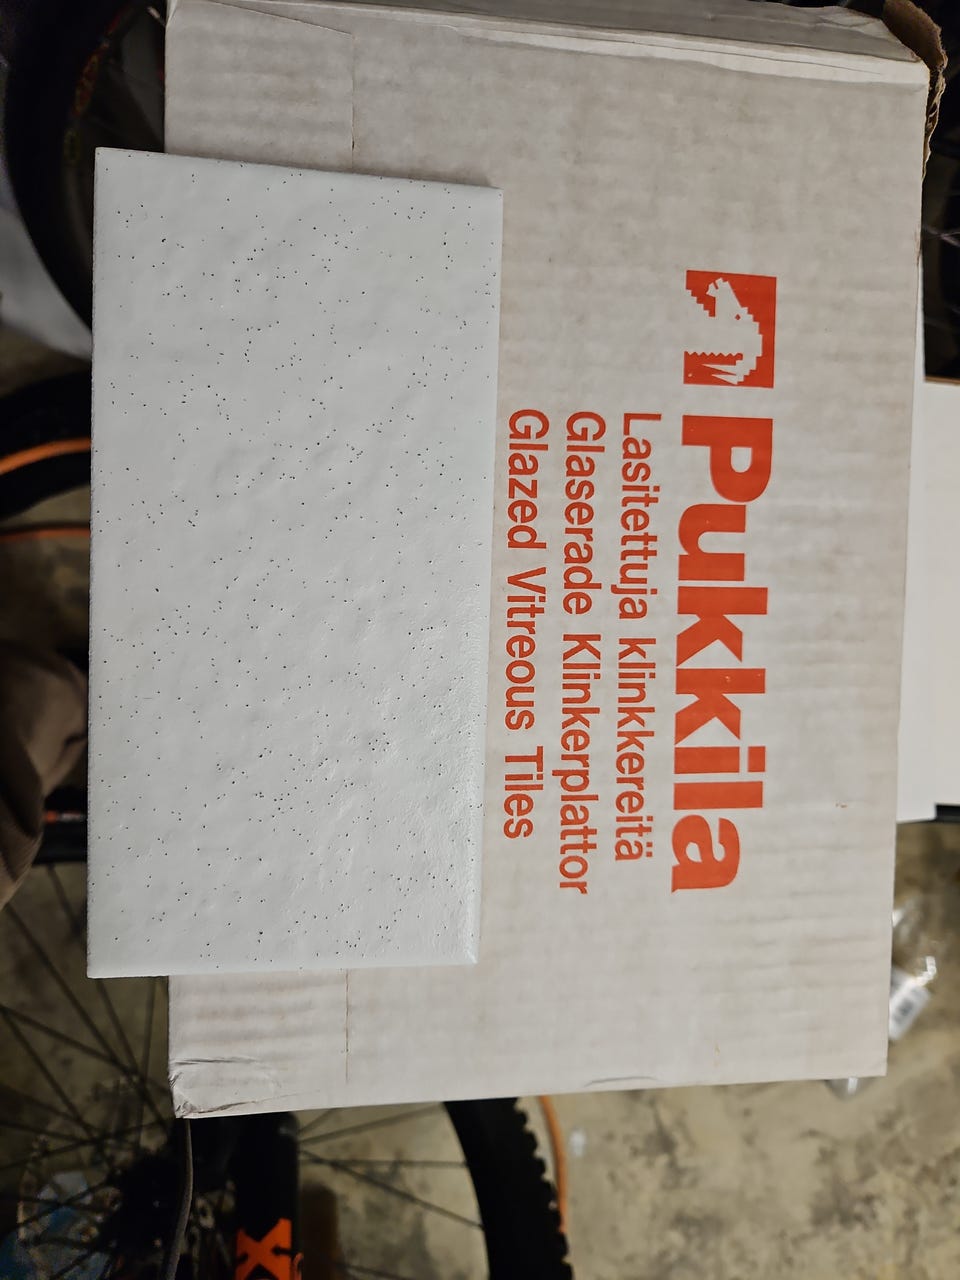 Pukkila
Lasitettuja klinkkereitä
Glaserade Klinkerplattor
Glazed Vitreous Tiles